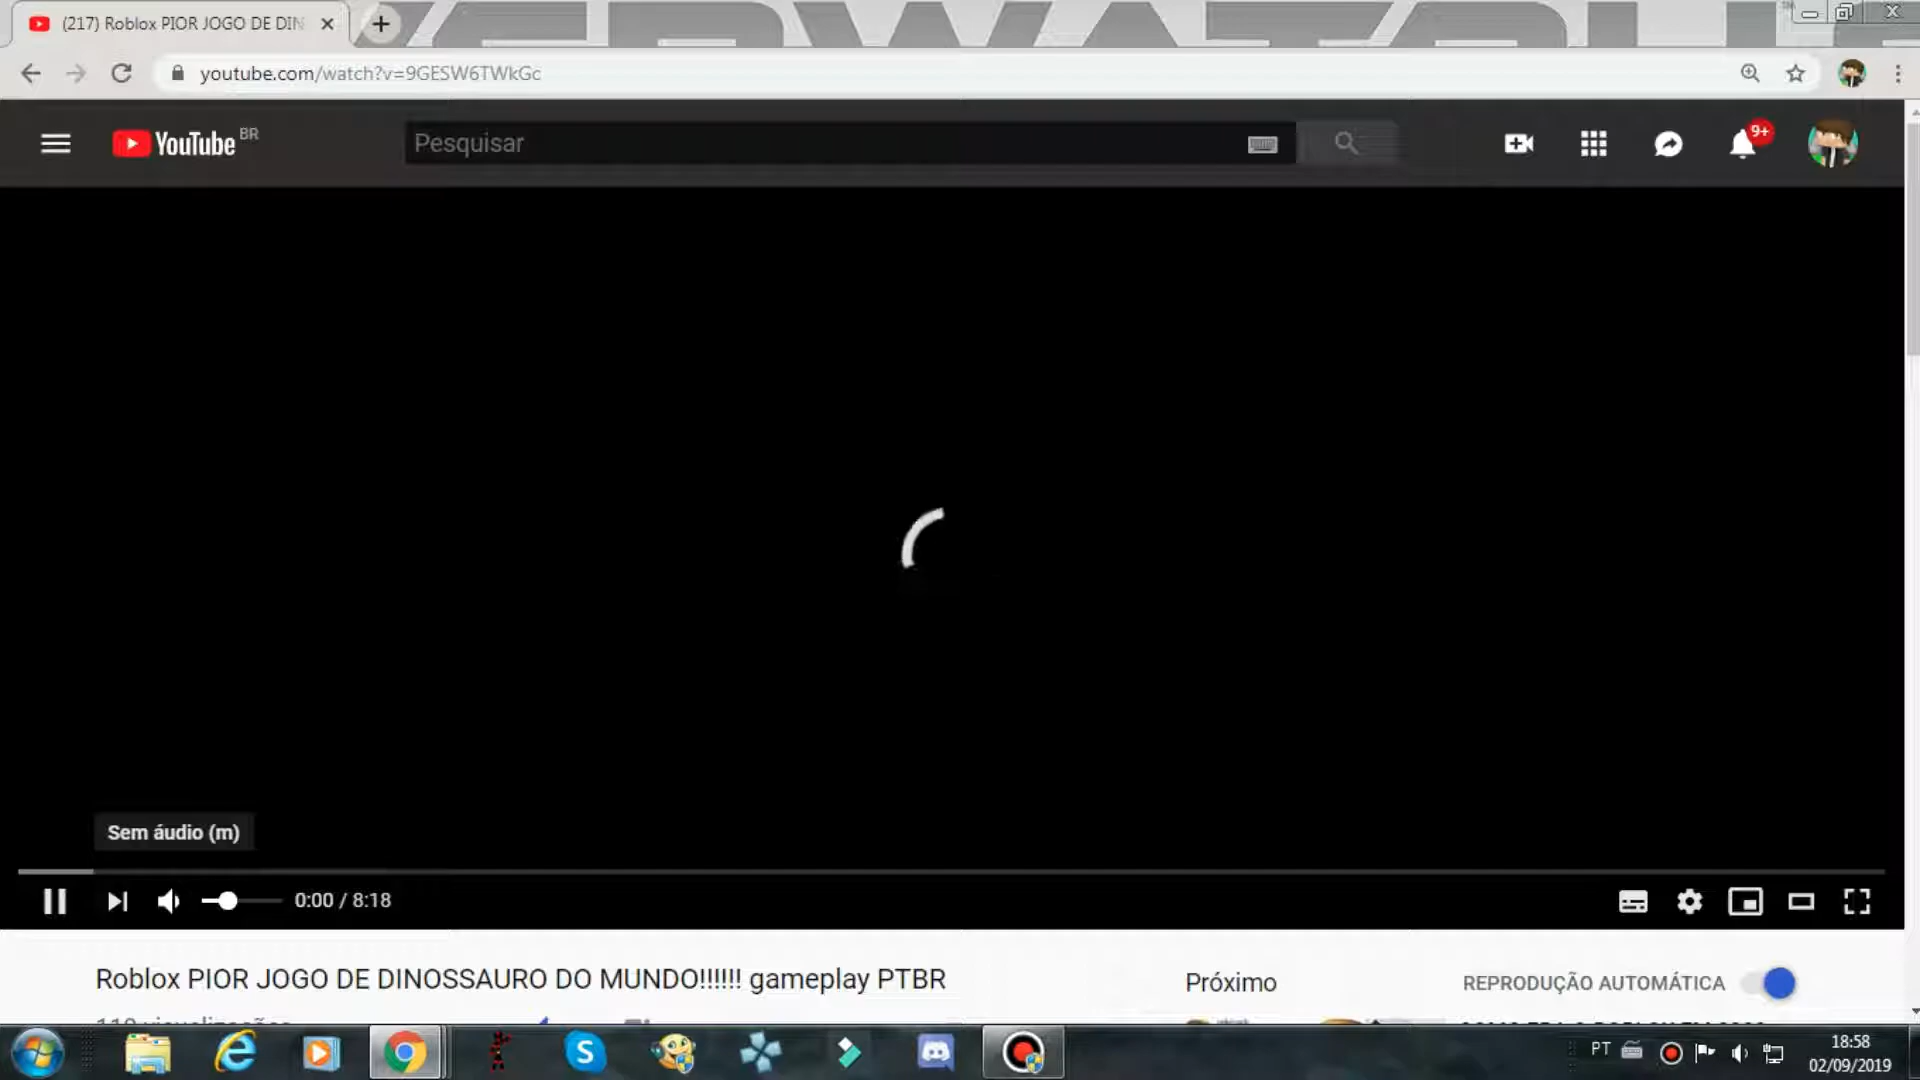 (217) Roblox PIOR JOGO DE DIN
youtube.com/watch?v=9GESW6TWkGc
YouTube BR
Pesquisar
9+
Sem áudio (m)
0:00 / 8:18
Roblox PIOR JOGO DE DINOSSAURO DO MUNDO!!!!!! gameplay PTBR
Próximo
REPRODUÇÃO AUTOMÁTICA
PT
18:58
02/09/2019